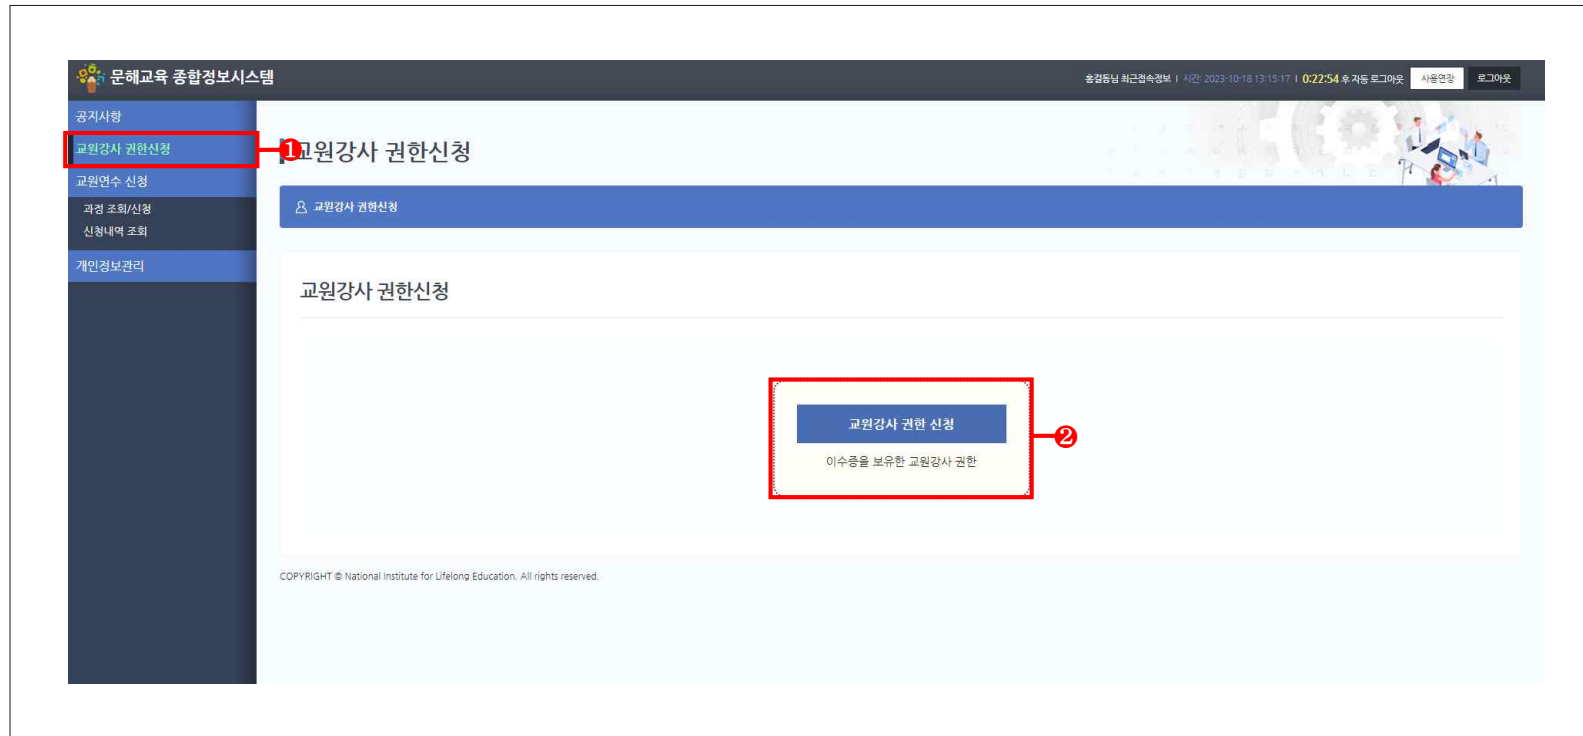 문해교육 종합정보시스템
홍길동님 최근접속정보 | 시간: 2023-10-18 13:15:17 | 0:22:54 후 자동 로그아웃 사용연장 로그아웃
공지사항
교원강사 권한신청
교원연수 신청
과정 조회/신청
신청내역 조회
개인정보관리
❶
교원강사 권한신청
교원강사 권한신청
교원강사 권한신청
교원강사 권한 신청
이수증을 보유한 교원강사 권한
❷
COPYRIGHT © National Institute for Lifelong Education. All rights reserved.